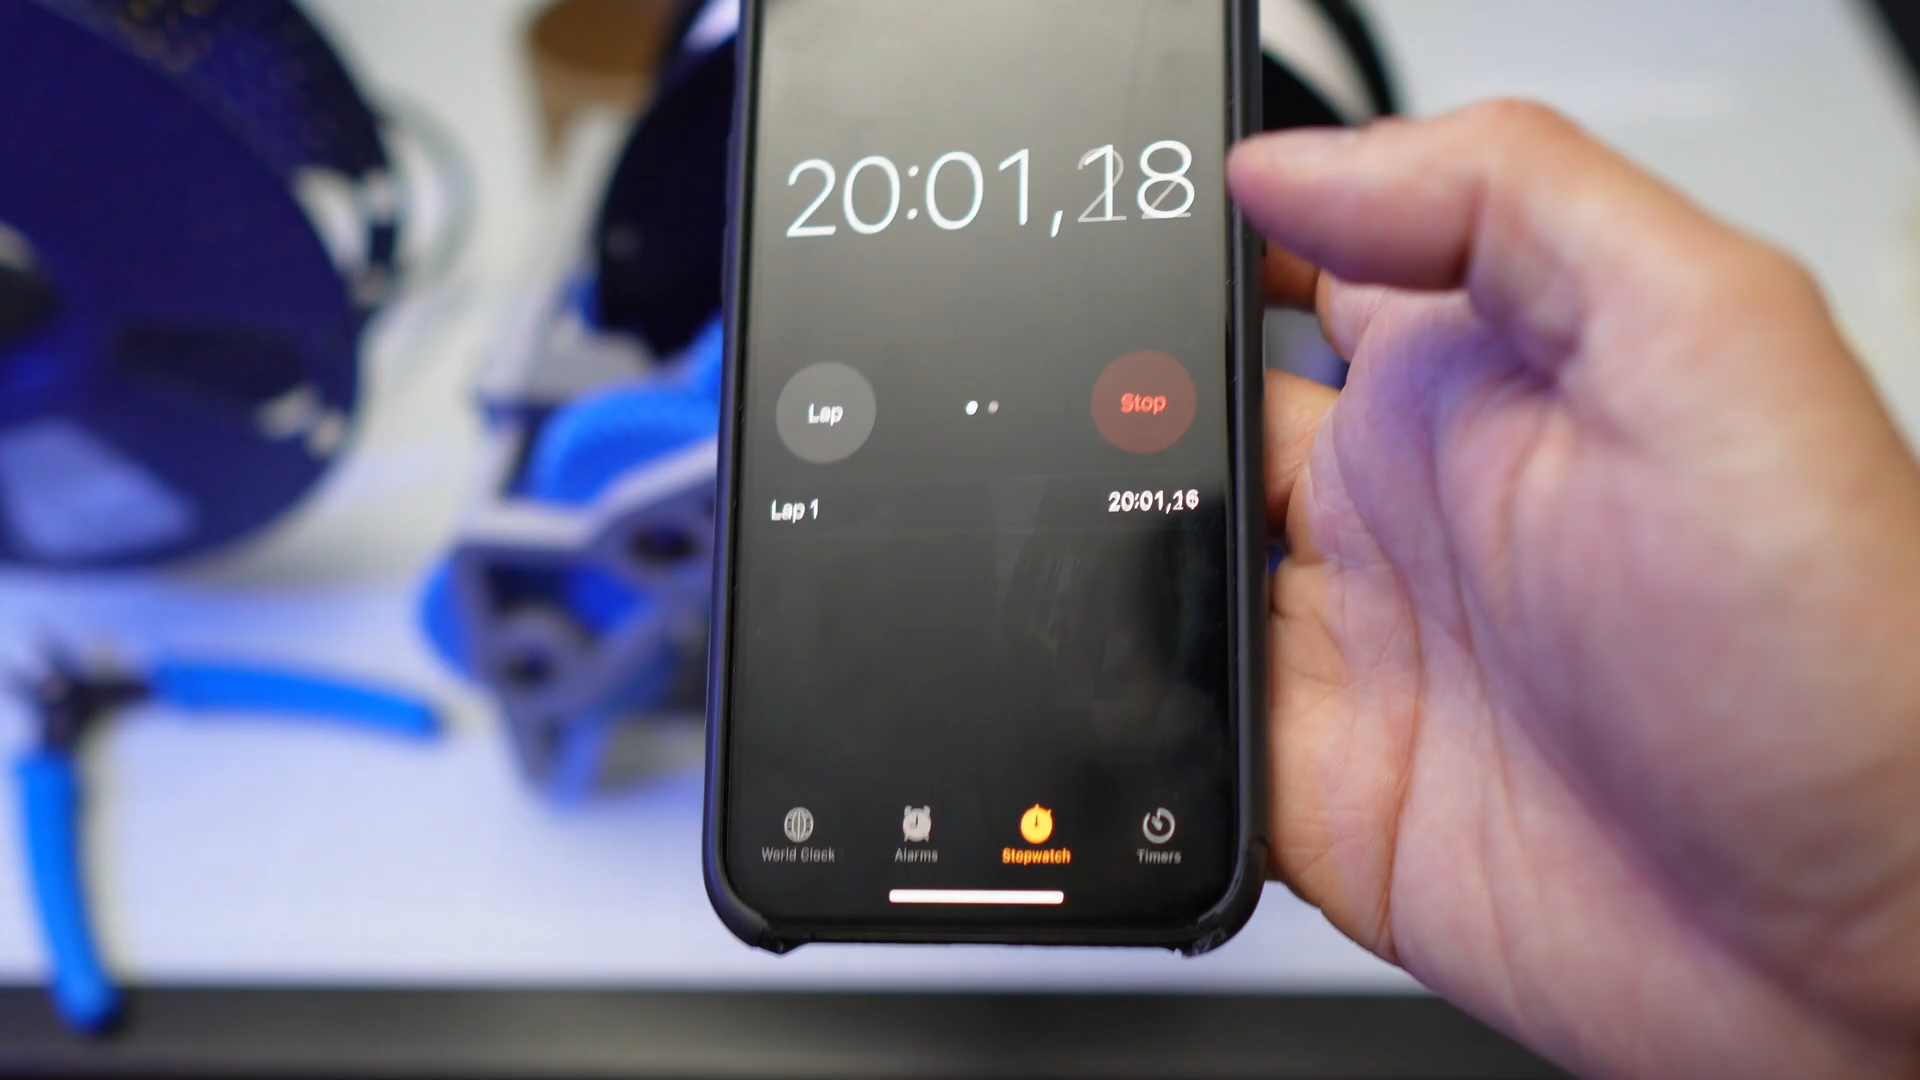 20:01,18
Lap
Stop
Lap 1
20:01,16
World Clock
Alarms
Stopwatch
Timers